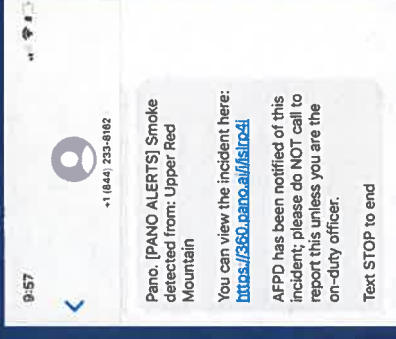 9:57
+1 (844) 233-8162
Pano. [PANO ALERTS] Smoke
detected from: Upper Red
Mountain
You can view the incident here:
https://360.pano.ai/i/islrp4i
AFPD has been notified of this
incident; please do NOT call to
report this unless you are the
on-duty officer.
Text STOP to end